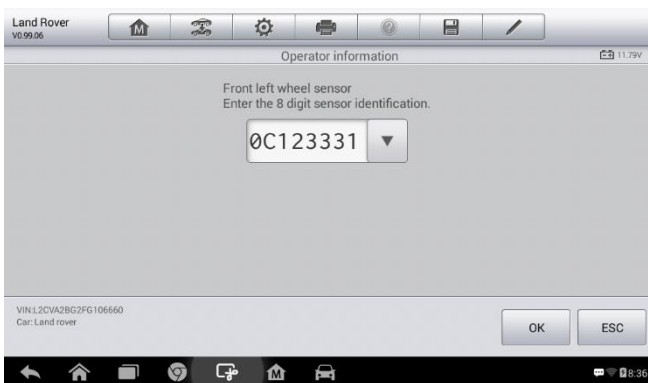 Land Rover
V0.99.06
M
Operator information
11.79V
Front left wheel sensor
Enter the 8 digit sensor identification.
0C123331
VIN:L2CVA2BG2FG106660
Car: Land rover
OK
ESC
M
8:36